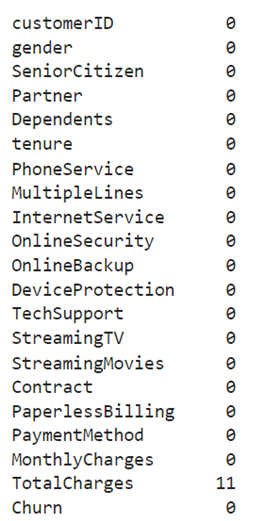 customerID 0
gender 0
SeniorCitizen 0
Partner 0
Dependents 0
tenure 0
PhoneService 0
MultipleLines 0
InternetService 0
OnlineSecurity 0
OnlineBackup 0
DeviceProtection 0
TechSupport 0
StreamingTV 0
StreamingMovies 0
Contract 0
PaperlessBilling 0
PaymentMethod 0
MonthlyCharges 0
TotalCharges 11
Churn 0